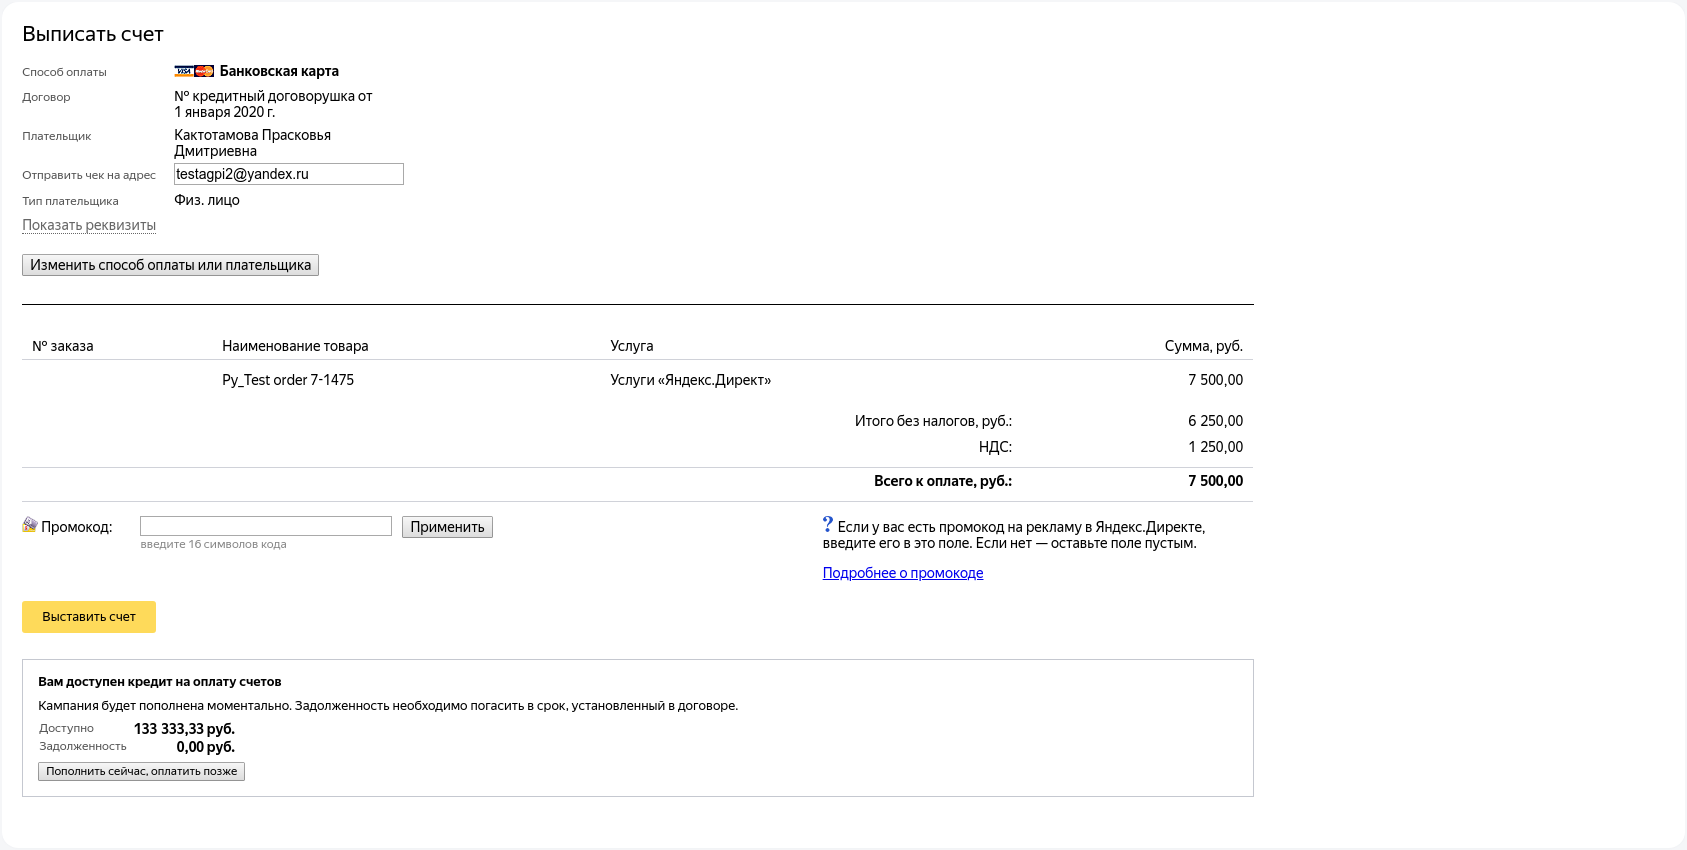 Выписать счет
Способ оплаты VISA Банковская карта
Договор № кредитный договорушка от
1 января 2020 г.
Плательщик Кактотамова Прасковья
Дмитриевна
Отправить чек на адрес testagpi2@yandex.ru
Тип плательщика Физ. лицо
Показать реквизиты
Изменить способ оплаты или плательщика
№ заказа Наименование товара Услуга Сумма, руб.
Py_Test order 7-1475 Услуги «Яндекс.Директ» 7 500,00
Итого без налогов, руб.: 6 250,00
НДС: 1 250,00
Всего к оплате, руб.: 7 500,00
Промокод: Применить ? Если у вас есть промокод на рекламу в Яндекс.Директе,
введите 16 символов кода введите его в это поле. Если нет — оставьте поле пустым.
Подробнее о промокоде
Выставить счет
Вам доступен кредит на оплату счетов
Кампания будет пополнена моментально. Задолженность необходимо погасить в срок, установленный в договоре.
Доступно 133 333,33 руб.
Задолженность 0,00 руб.
Пополнить сейчас, оплатить позже